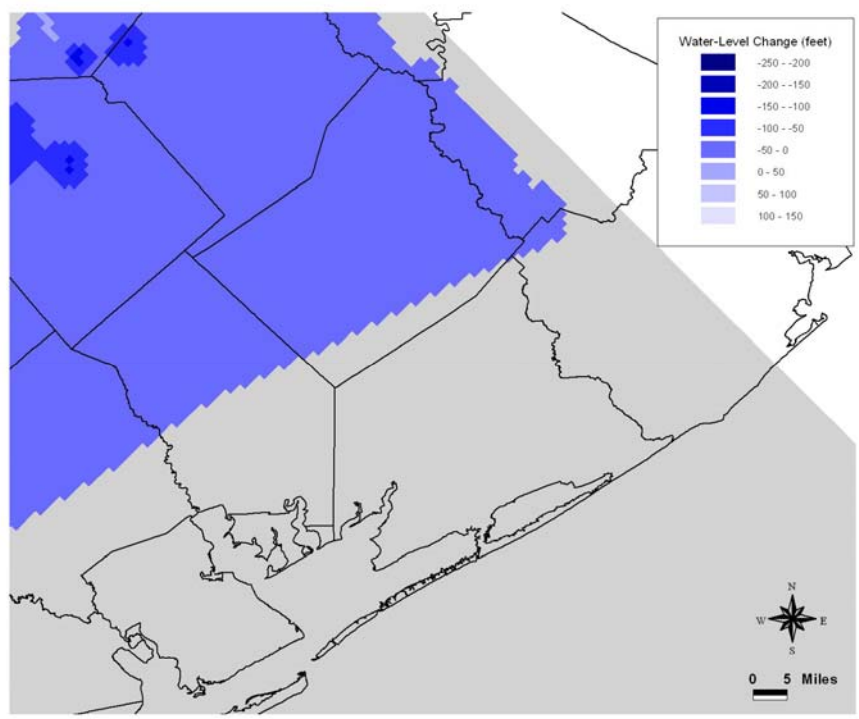 Water-Level Change (feet)
-250 - -200
-200 - -150
-150 - -100
-100 - -50
-50 - 0
0 - 50
50 - 100
100 - 150
N
W E
S
0 5 Miles